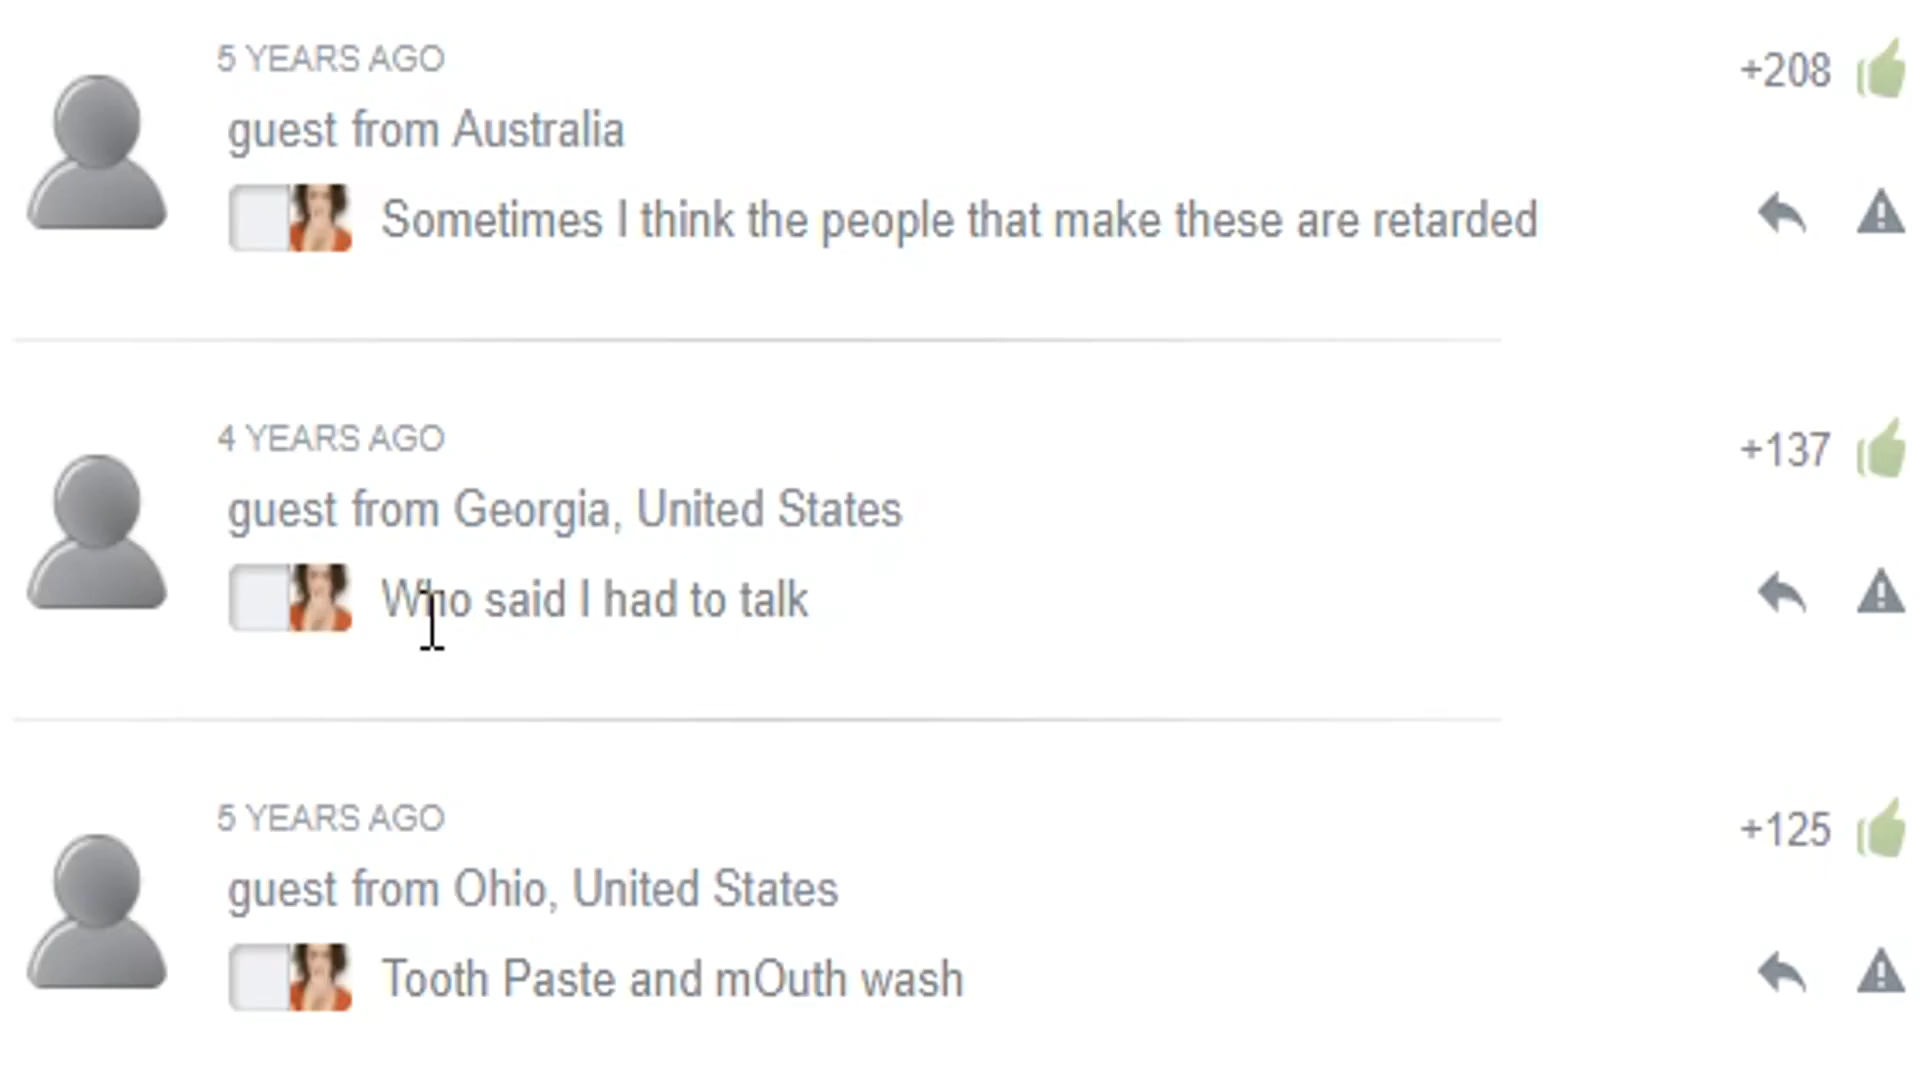 5 YEARS AGO
+208
guest from Australia
Sometimes I think the people that make these are retarded
4 YEARS AGO
+137
guest from Georgia, United States
Who said I had to talk
5 YEARS AGO
+125
guest from Ohio, United States
Tooth Paste and mOuth wash